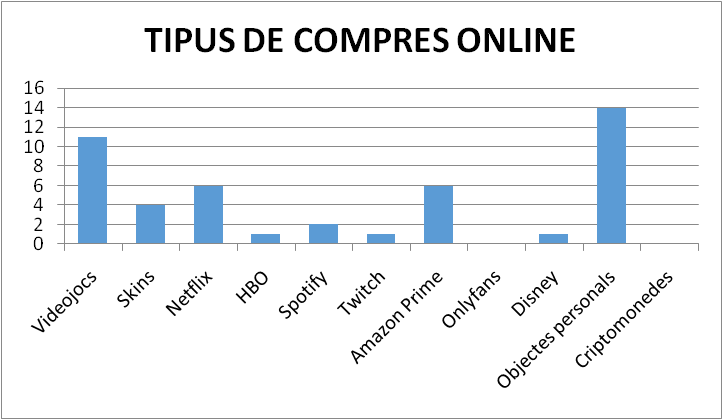 TIPUS DE COMPRES ONLINE
16
14
12
10
8
6
4
2
0
Videojocs
Skins
Netflix
HBO
Spotify
Twitch
Amazon Prime
Onlyfans
Disney
Objectes personals
Criptomonedes